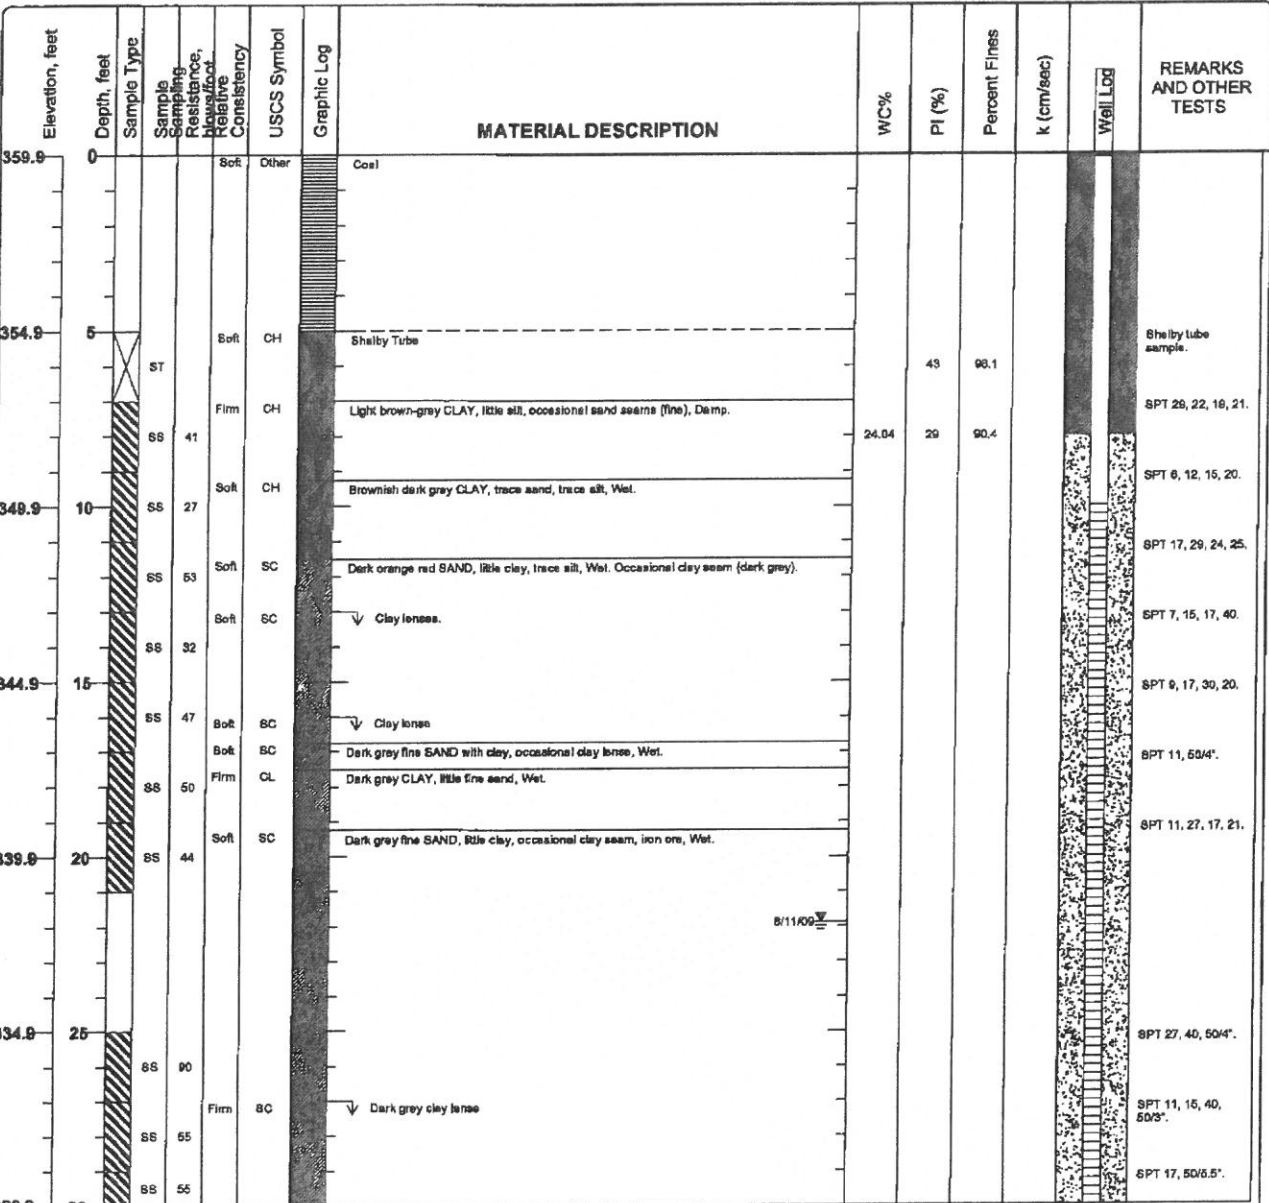 Elevation, feet
Depth, feet
Sample Type
Sample
Sampling
Resistance,
blows/foot
Relative
Consistency
USCS Symbol
Graphic Log
MATERIAL DESCRIPTION
WC%
PI (%)
Percent Fines
k (cm/sec)
Well Log
REMARKS
AND OTHER
TESTS
359.9 0 Soft Other Coal
354.9 5 Soft CH Shelby Tube
Shelby tube
sample.
ST 43 98.1
Firm CH Light brown-grey CLAY, little silt, occasional sand seams (fine), Damp. SPT 28, 22, 19, 21.
SS 41 24.04 29 90.4
SPT 6, 12, 15, 20.
Soft CH Brownish dark grey CLAY, trace sand, trace silt, Wet.
349.9 10 SS 27
SPT 17, 29, 24, 25.
Soft SC Dark orange red SAND, little clay, trace silt, Wet. Occasional clay seam (dark grey).
SS 53
Soft SC Clay lenses. SPT 7, 15, 17, 40.
SS 32
344.9 15 SPT 9, 17, 30, 20.
SS 47 Soft SC Clay lense
Soft SC Dark grey fine SAND with clay, occasional clay lense, Wet. SPT 11, 50/4".
Firm CL Dark grey CLAY, little fine sand, Wet.
SS 50
SPT 11, 27, 17, 21.
Soft SC Dark grey fine SAND, little clay, occasional clay seam, iron ore, Wet.
339.9 20 SS 44
8/11/09
334.9 25 SPT 27, 40, 50/4".
SS 90
Firm SC Dark grey clay lense SPT 11, 15, 40,
50/3".
SS 55
SPT 17, 50/5.5".
SS 55